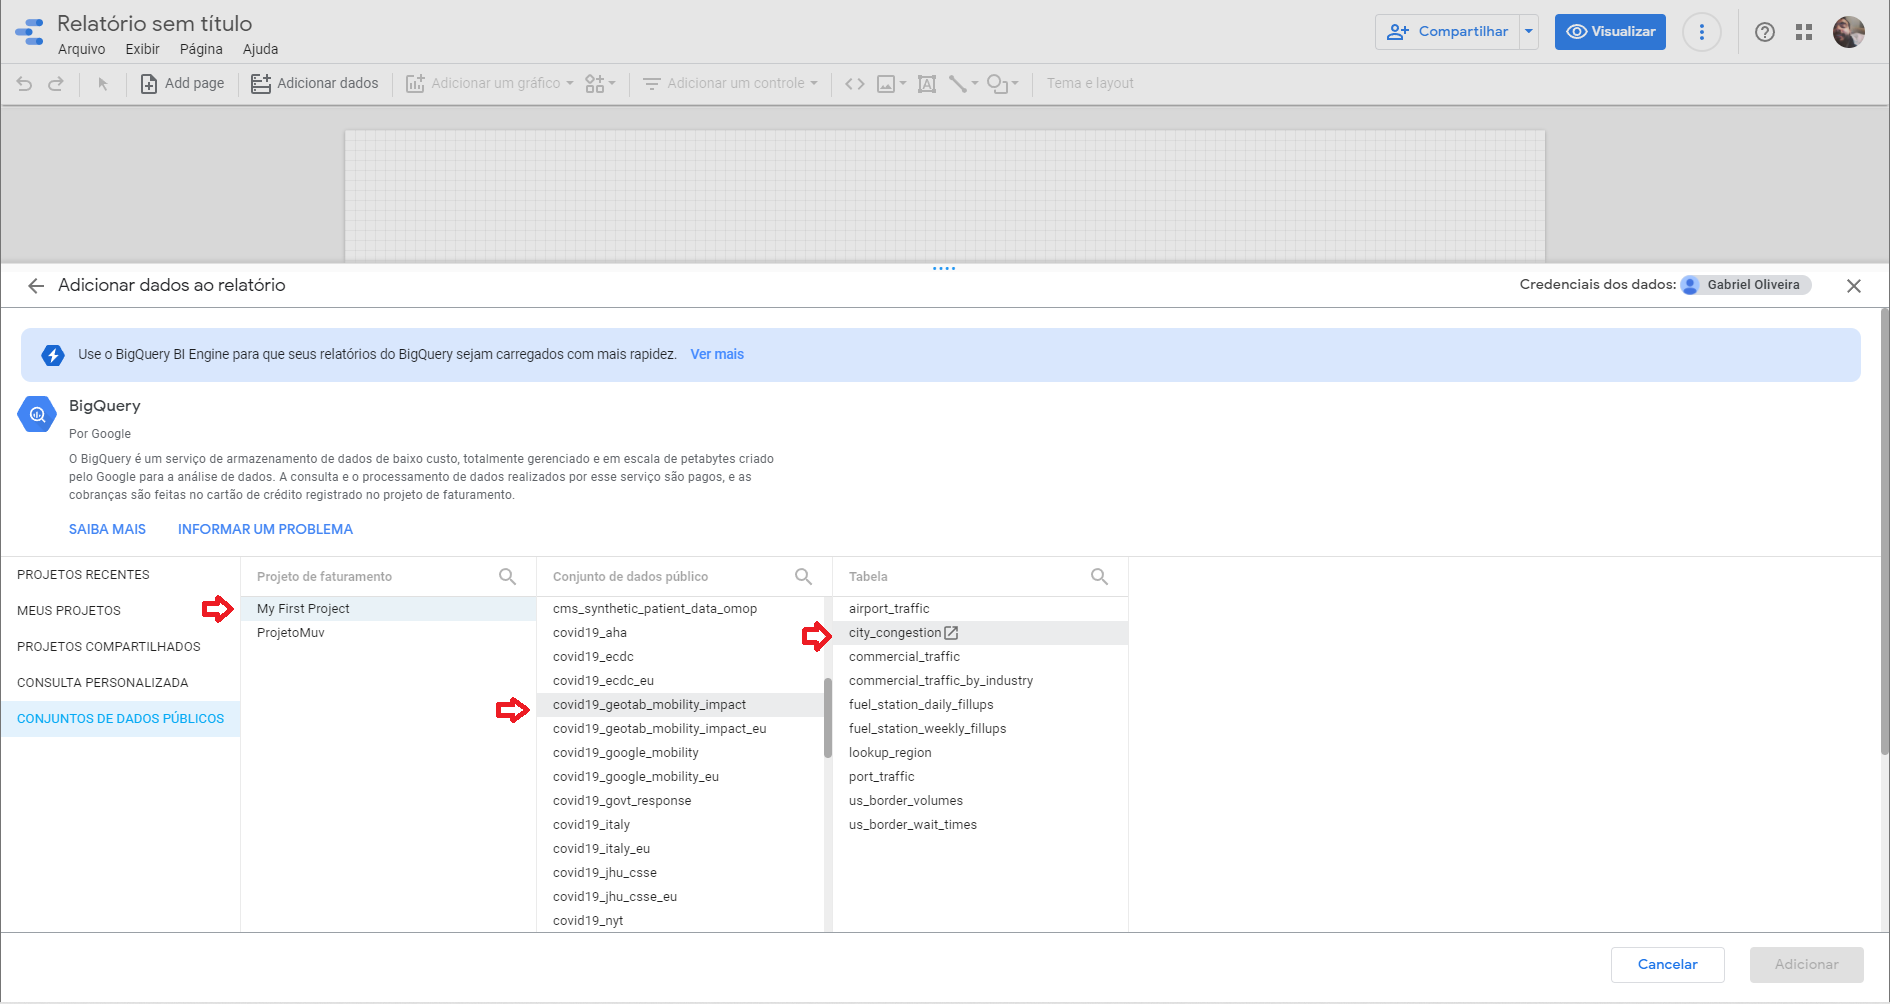 Relatório sem título
Arquivo Exibir Página Ajuda
Compartilhar
Visualizar
Add page
Adicionar dados
Adicionar um gráfico
Adicionar um controle
Tema e layout
Adicionar dados ao relatório
Credenciais dos dados: Gabriel Oliveira
Use o BigQuery BI Engine para que seus relatórios do BigQuery sejam carregados com mais rapidez. Ver mais
BigQuery
Por Google
O BigQuery é um serviço de armazenamento de dados de baixo custo, totalmente gerenciado e em escala de petabytes criado
pelo Google para a análise de dados. A consulta e o processamento de dados realizados por esse serviço são pagos, e as
cobranças são feitas no cartão de crédito registrado no projeto de faturamento.
SAIBA MAIS INFORMAR UM PROBLEMA
PROJETOS RECENTES
MEUS PROJETOS
PROJETOS COMPARTILHADOS
CONSULTA PERSONALIZADA
CONJUNTOS DE DADOS PÚBLICOS
Projeto de faturamento
My First Project
ProjetoMuv
Conjunto de dados público
cms_synthetic_patient_data_omop
covid19_aha
covid19_ecdc
covid19_ecdc_eu
covid19_geotab_mobility_impact
covid19_geotab_mobility_impact_eu
covid19_google_mobility
covid19_google_mobility_eu
covid19_govt_response
covid19_italy
covid19_italy_eu
covid19_jhu_csse
covid19_jhu_csse_eu
covid19_nyt
Tabela
airport_traffic
city_congestion
commercial_traffic
commercial_traffic_by_industry
fuel_station_daily_fillups
fuel_station_weekly_fillups
lookup_region
port_traffic
us_border_volumes
us_border_wait_times
Cancelar
Adicionar